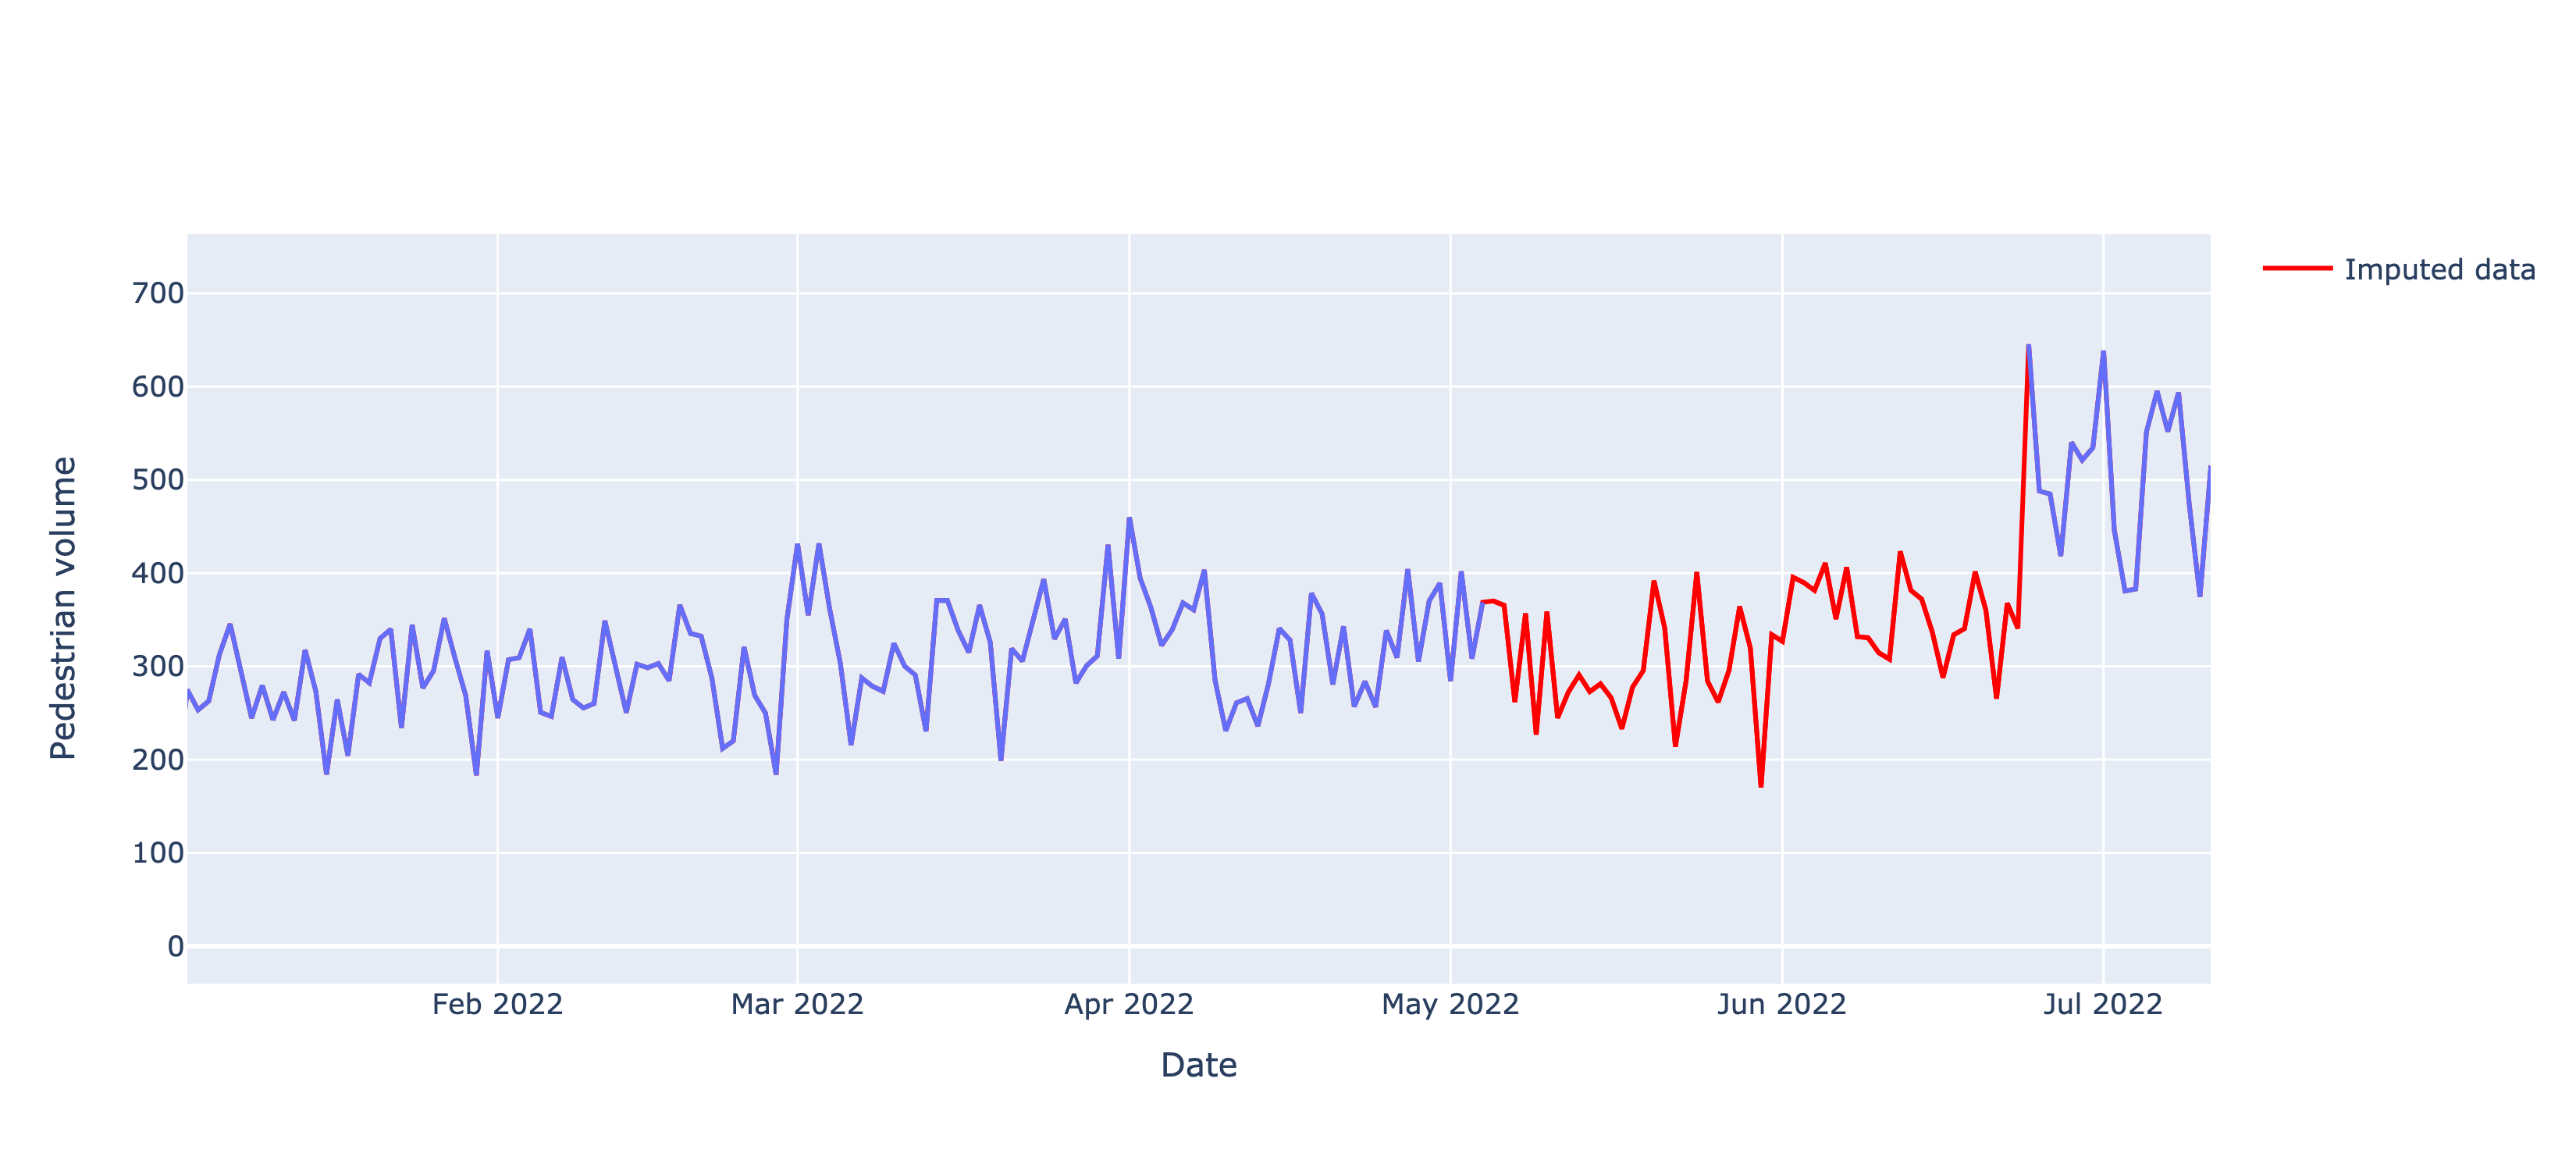 Imputed data
700
600
500
400
300
200
100
0
Pedestrian volume
Feb 2022
Mar 2022
Apr 2022
May 2022
Jun 2022
Jul 2022
Date